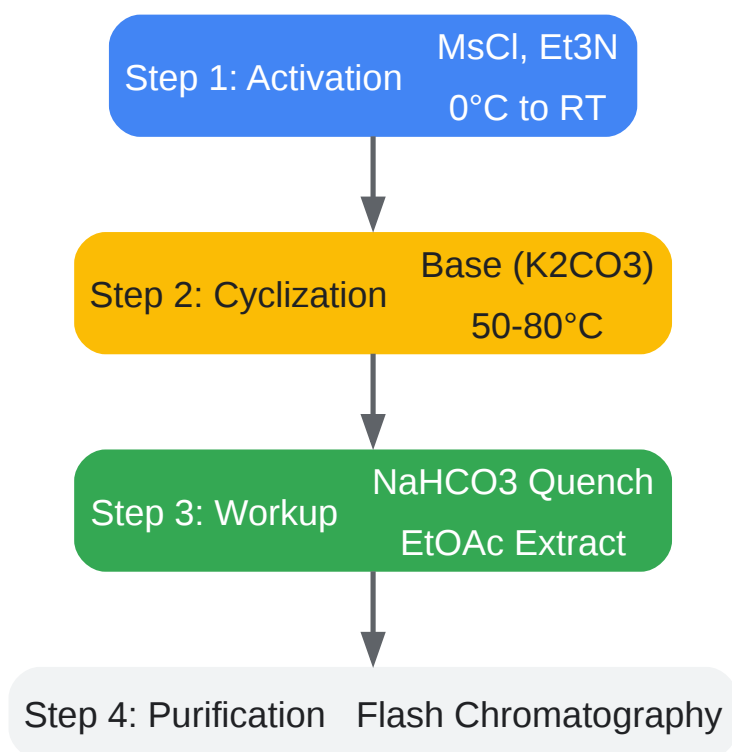 Step 1: Activation
MsCl, Et3N
0°C to RT
Step 2: Cyclization
Base (K2CO3)
50-80°C
Step 3: Workup
NaHCO3 Quench
EtOAc Extract
Step 4: Purification
Flash Chromatography